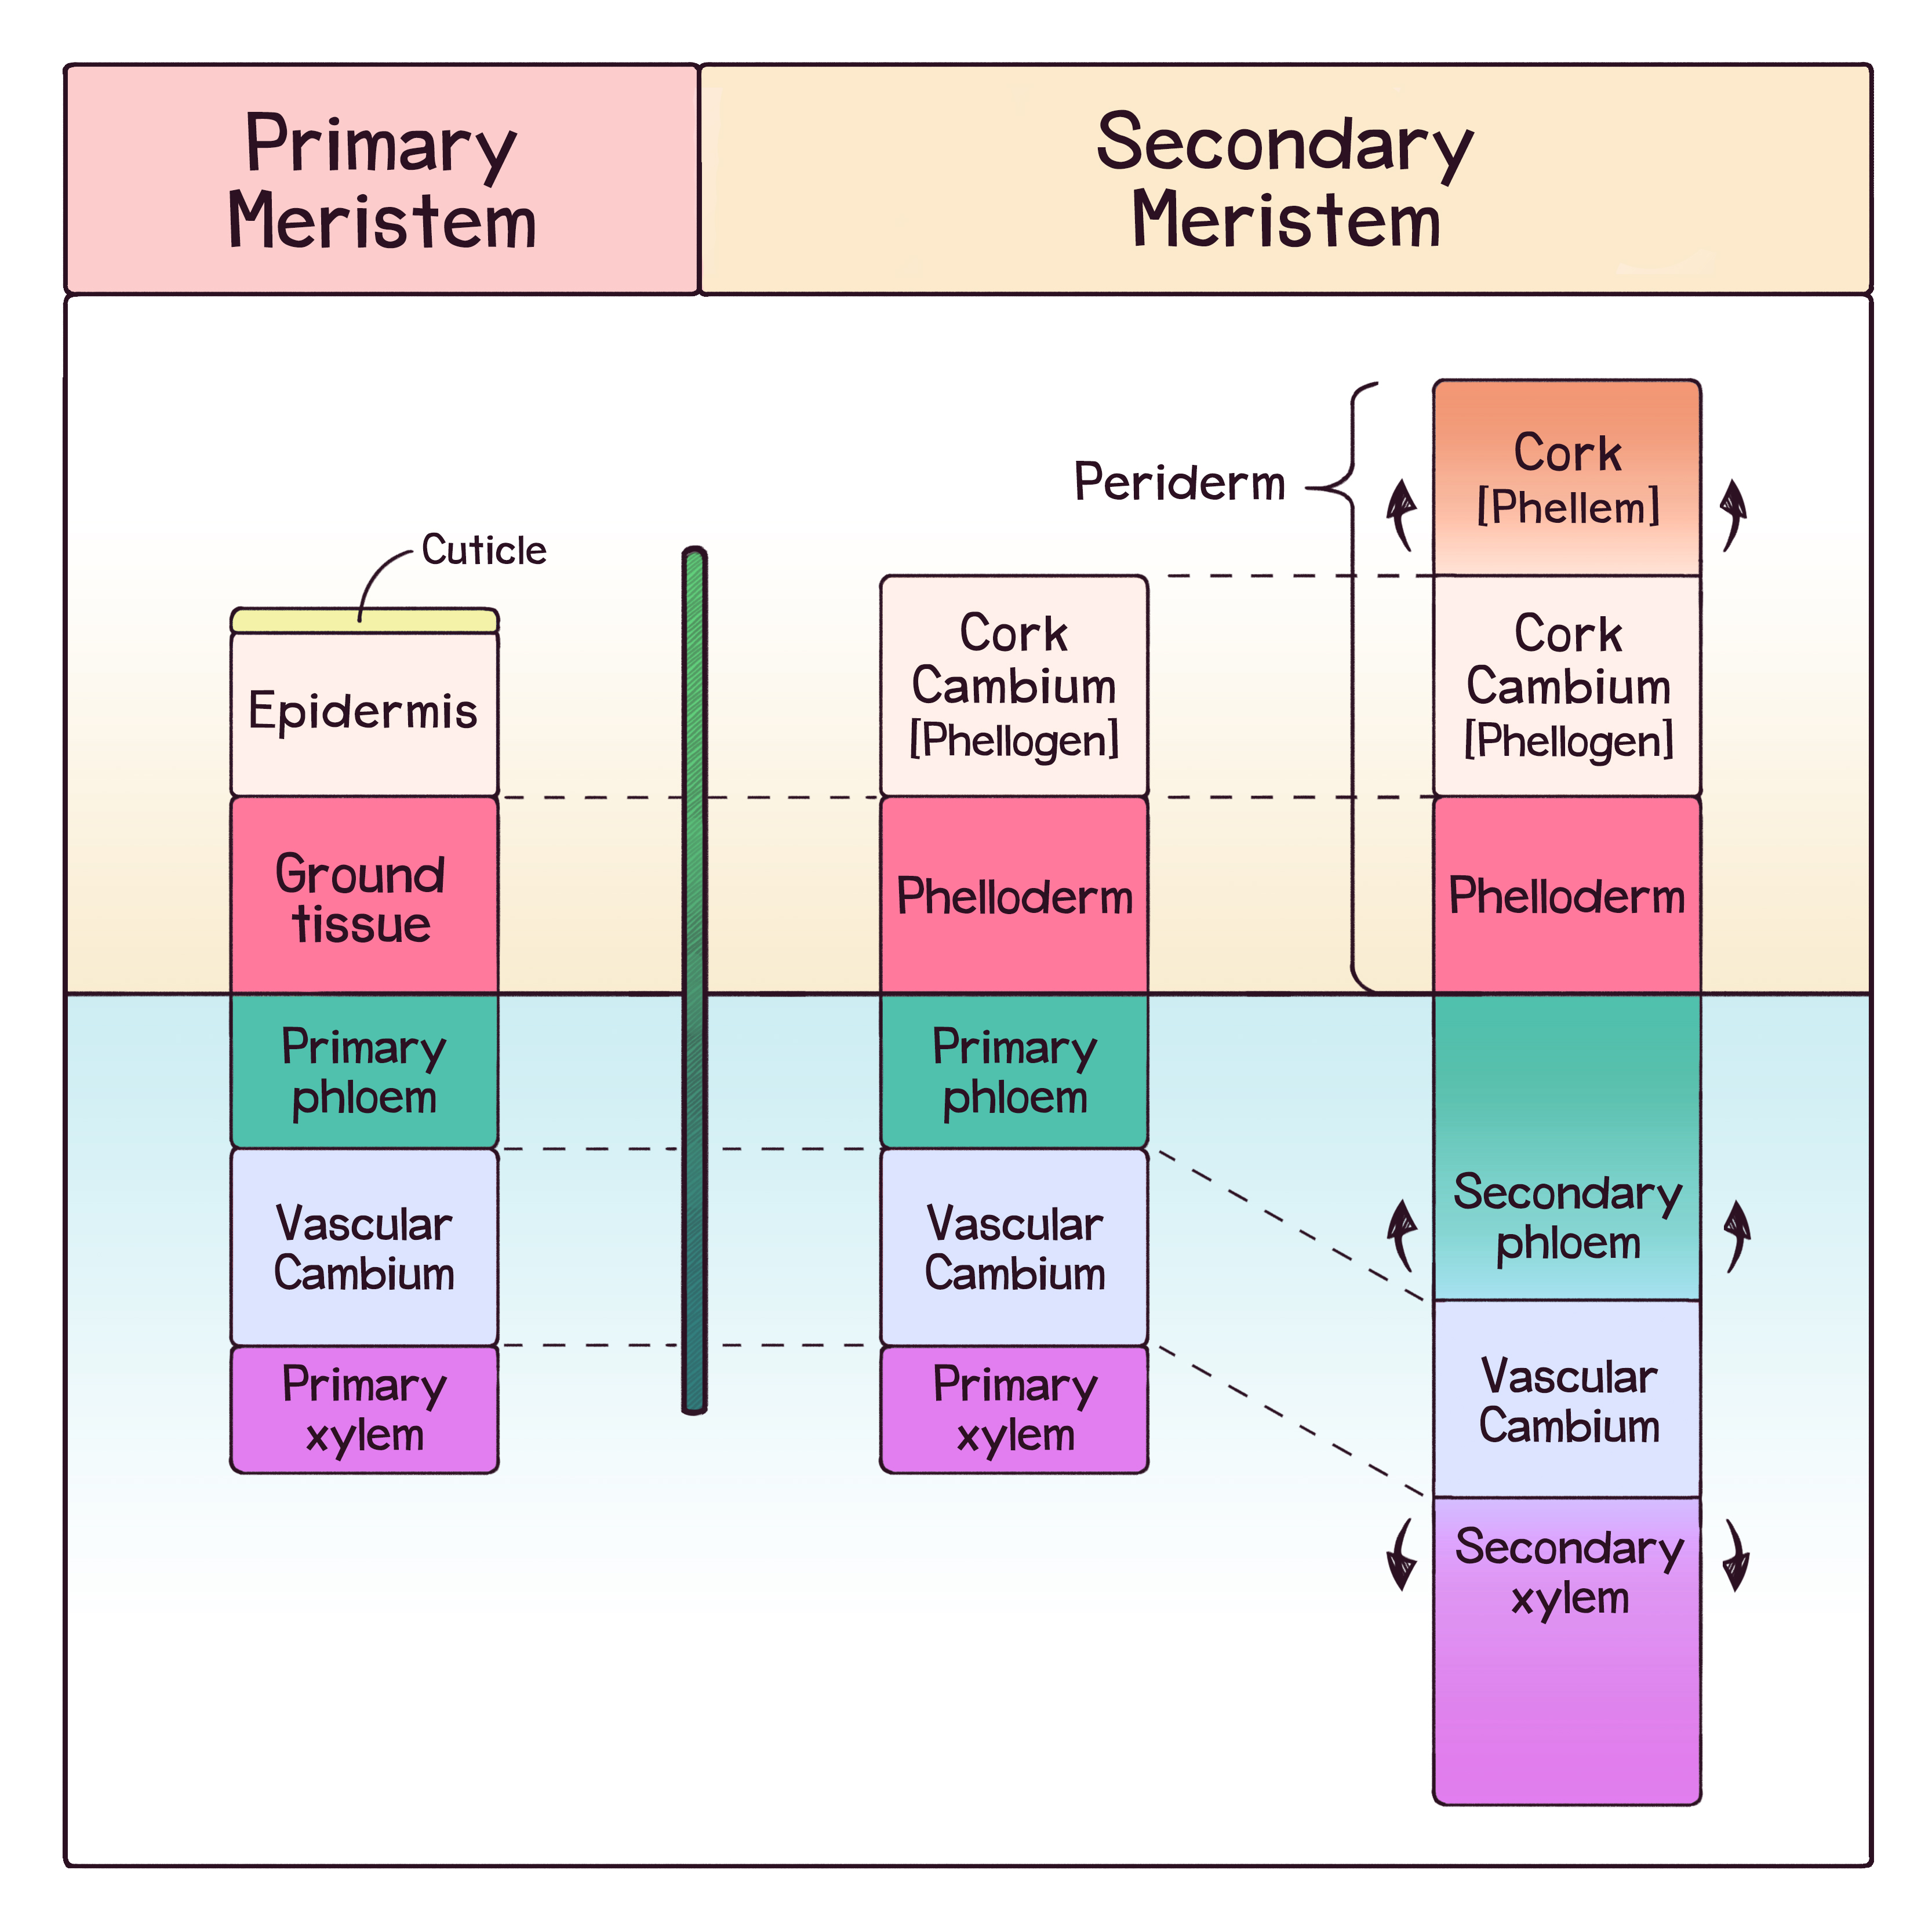 Primary
Meristem
Secondary
Meristem
Cuticle
Epidermis
Ground
tissue
Primary
phloem
Vascular
Cambium
Primary
xylem
Cork
Cambium
[Phellogen]
Phelloderm
Primary
phloem
Vascular
Cambium
Primary
xylem
Periderm
Cork
[Phellem]
Cork
Cambium
[Phellogen]
Phelloderm
Secondary
phloem
Vascular
Cambium
Secondary
xylem